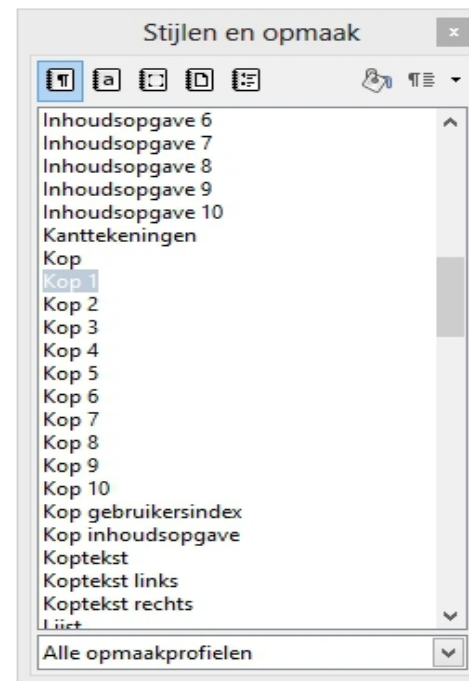 Stijlen en opmaak
Inhoudsopgave 6
Inhoudsopgave 7
Inhoudsopgave 8
Inhoudsopgave 9
Inhoudsopgave 10
Kanttekeningen
Kop
Kop 1
Kop 2
Kop 3
Kop 4
Kop 5
Kop 6
Kop 7
Kop 8
Kop 9
Kop 10
Kop gebruikersindex
Kop inhoudsopgave
Koptekst
Koptekst links
Koptekst rechts
Lijst
Alle opmaakprofielen